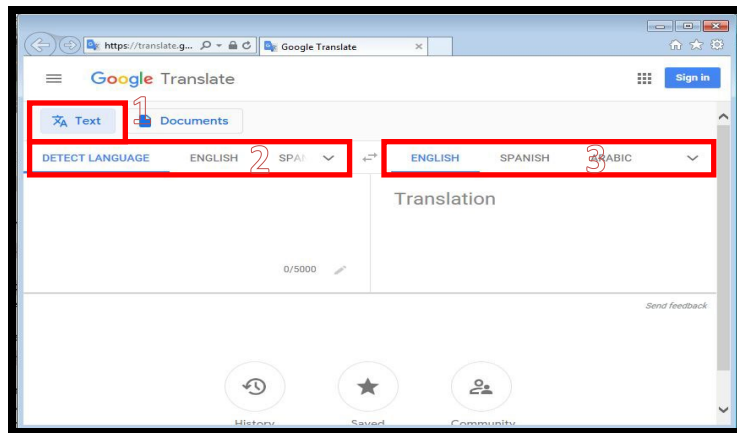 https://translate.g...
Google Translate
Google Translate
Sign in
1
Text
Documents
DETECT LANGUAGE ENGLISH 2 SPA
ENGLISH SPANISH 3 ARABIC
Translation
0/5000
Send feedback
History Saved Community